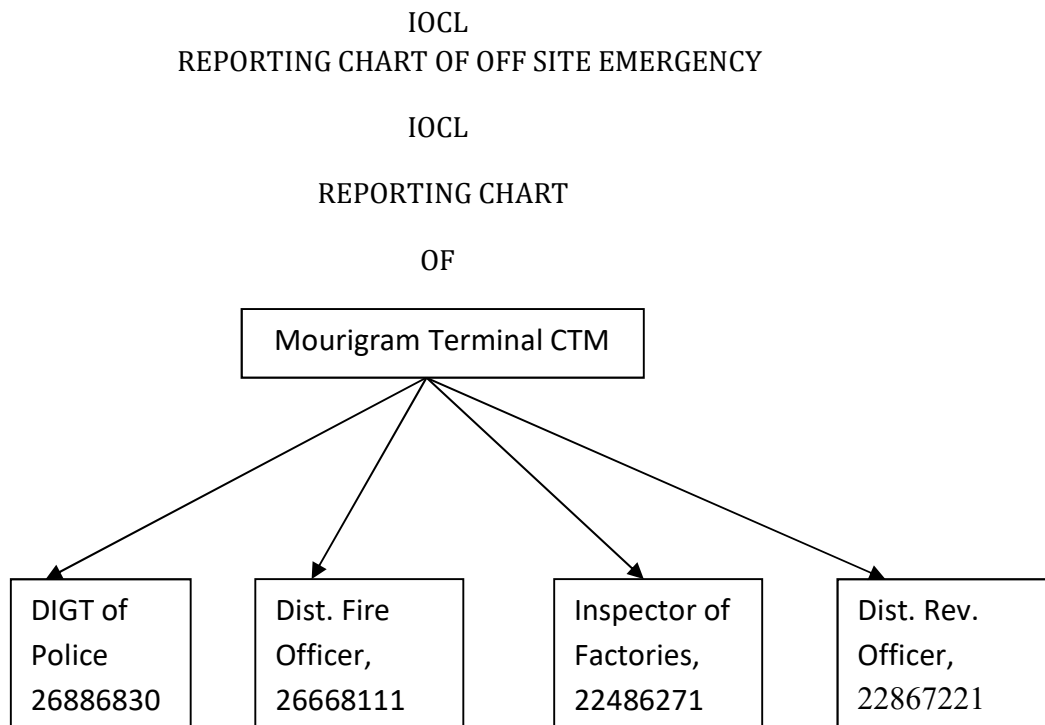 IOCL
REPORTING CHART OF OFF SITE EMERGENCY
IOCL
REPORTING CHART
OF
Mourigram Terminal CTM
DIGT of
Police
26886830
Dist. Fire
Officer,
26668111
Inspector of
Factories,
22486271
Dist. Rev.
Officer,
22867221